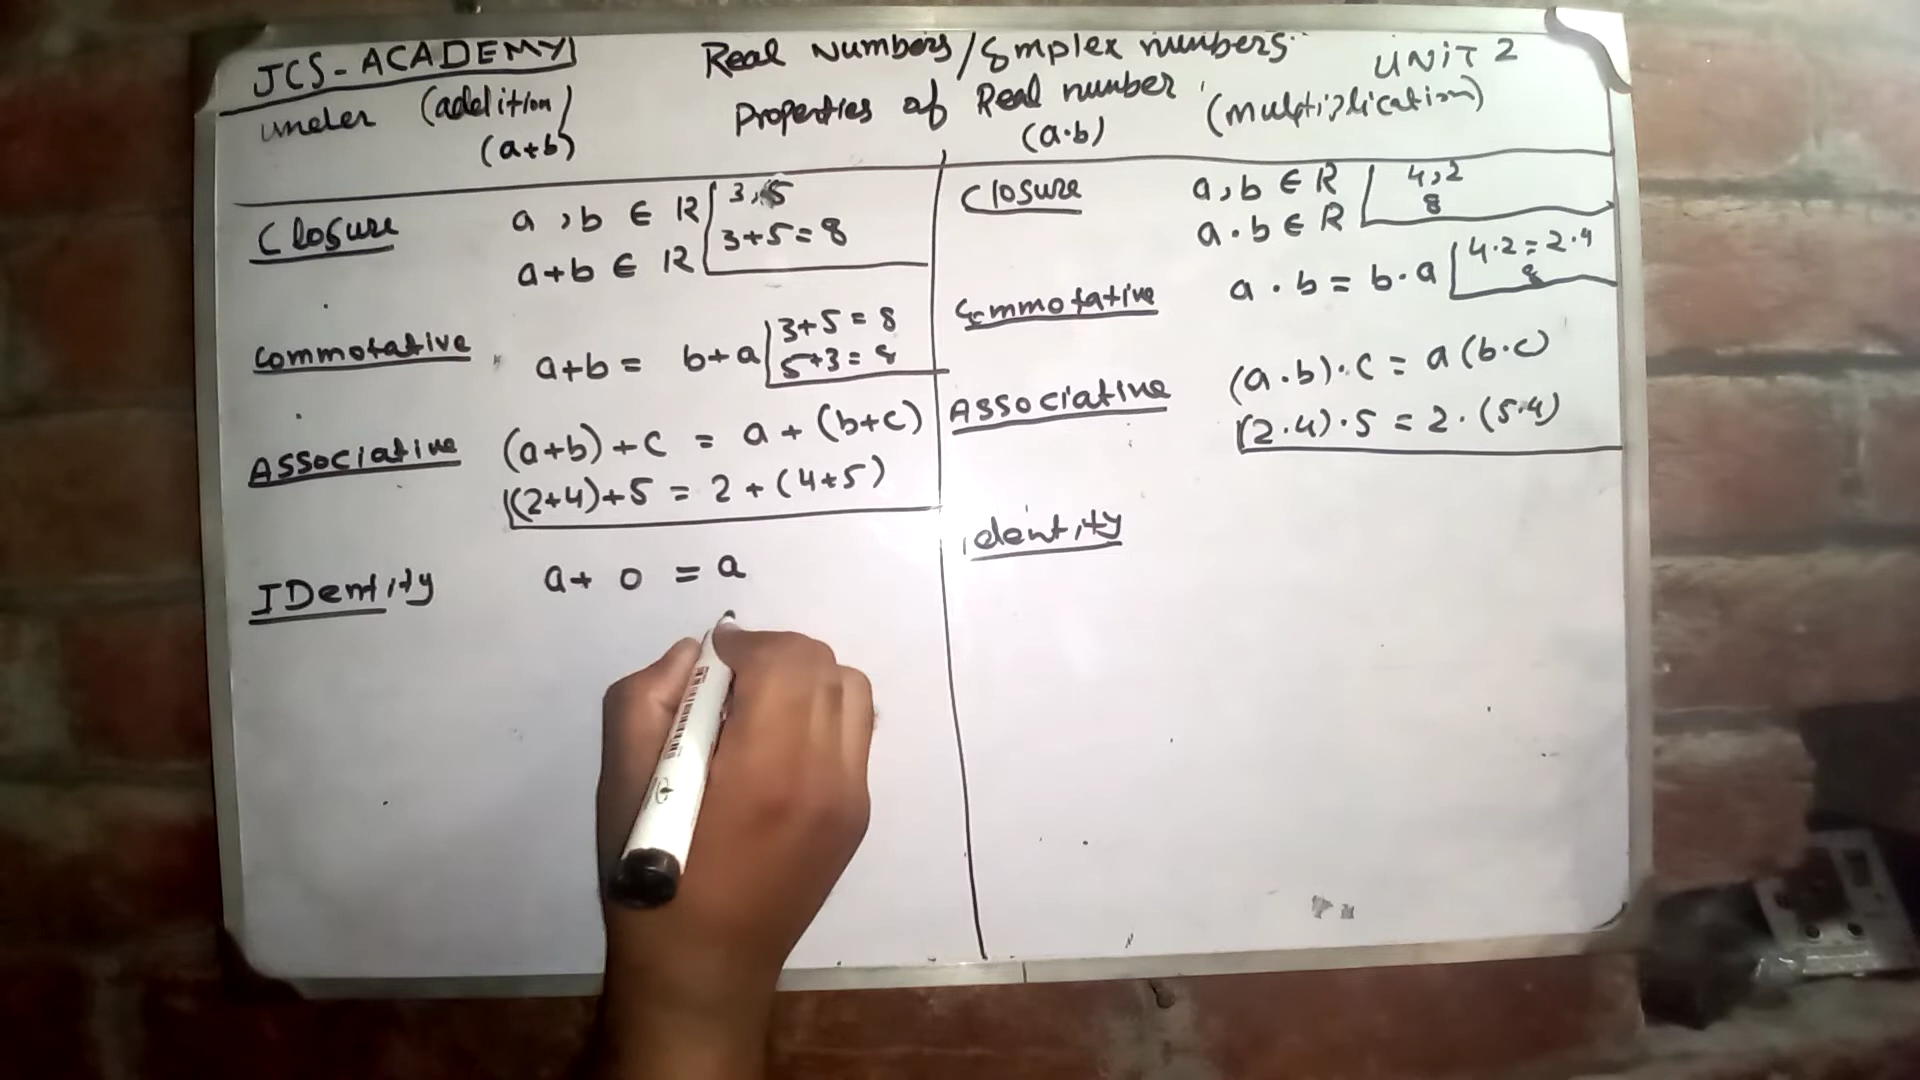 JCS-ACADEMY
Real Numbers/Complex numbers
UNIT 2
under (addition)
Properties of Real number
(multiplication)
(a+b)
(a·b)
Closure
a,b ∈ R
3,5
a+b ∈ R
3+5=8
Commotative
a+b = b+a
3+5 = 8
5+3 = 8
Associative
(a+b)+c = a+(b+c)
(2+4)+5 = 2+(4+5)
IDentity
a+ 0 = a
Closure
a,b ∈ R
4,2
a·b ∈ R
8
Commotative
a·b = b·a
4·2=2·4
8
Associative
(a·b)·c = a(b·c)
(2·4)·5 = 2·(5·4)
identity